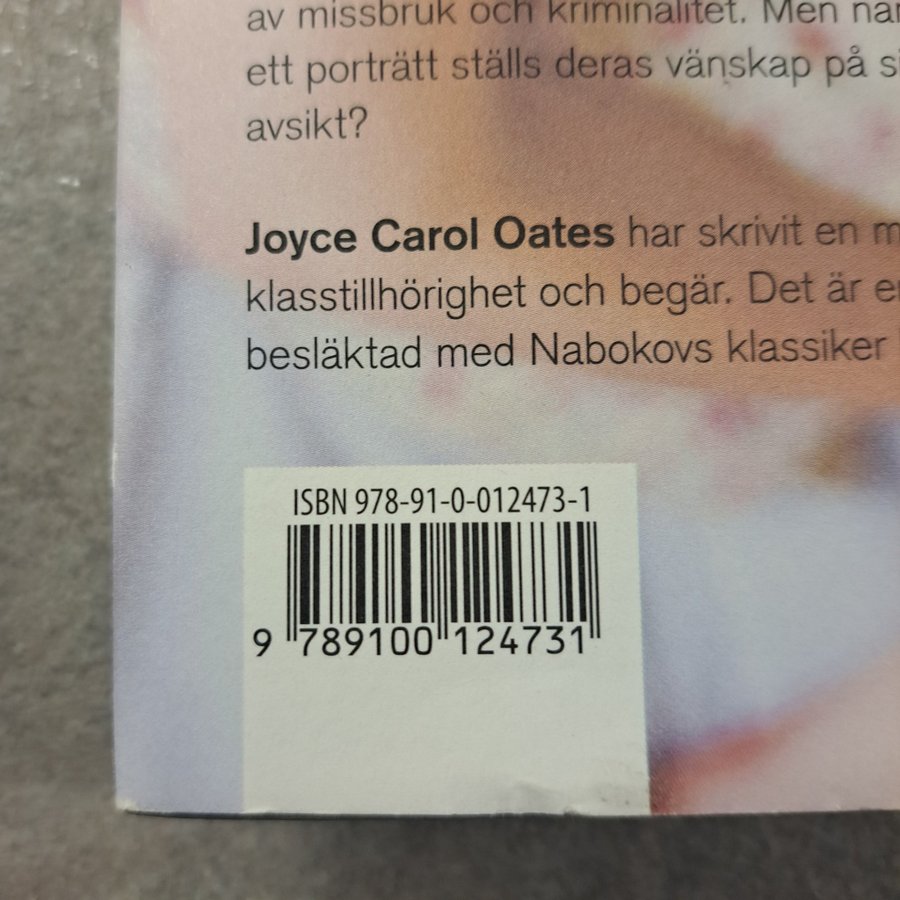 av missbruk och kriminalitet. Men
ett porträtt ställs deras vänskap på
avsikt?
Joyce Carol Oates har skrivit en
klasstillhörighet och begär. Det är
besläktad med Nabokovs klassiker
ISBN 978-91-0-012473-1
9 789100 124731